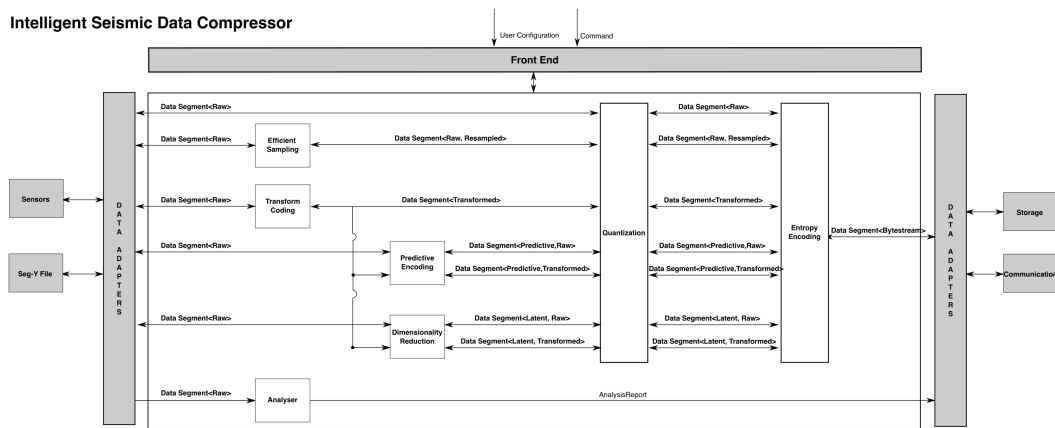 Intelligent Seismic Data Compressor
User Configuration
Command
Front End
Data Segment<Raw>
Data Segment<Raw>
Data Segment<Raw>
Efficient
Sampling
Data Segment<Raw, Resampled>
Data Segment<Raw, Resampled>
Sensors
Data Segment<Raw>
Transform
Coding
Data Segment<Transformed>
Data Segment<Transformed>
Storage
DATA ADAPTERS
Quantization
Entropy
Encoding
Data Segment<Bytestream>
DATA ADAPTERS
Seg-Y File
Data Segment<Raw>
Predictive
Encoding
Data Segment<Predictive,Raw>
Data Segment<Predictive,Raw>
Data Segment<Predictive,Transformed>
Data Segment<Predictive,Transformed>
Communication
Data Segment<Raw>
Dimensionality
Reduction
Data Segment<Latent, Raw>
Data Segment<Latent, Raw>
Data Segment<Latent, Transformed>
Data Segment<Latent, Transformed>
Data Segment<Raw>
Analyser
AnalysisReport